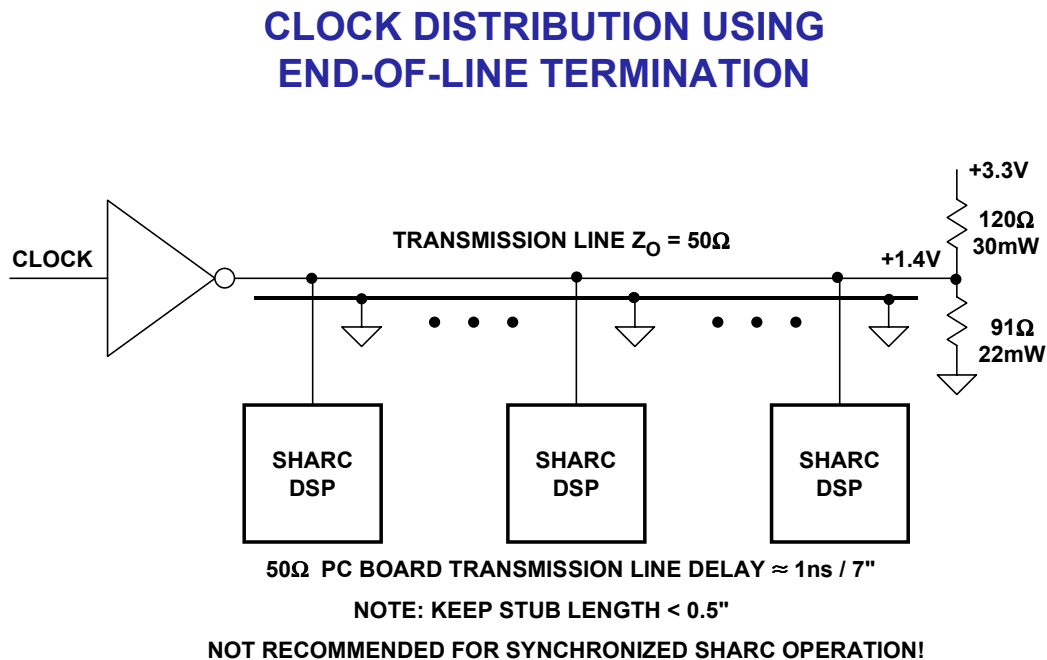 CLOCK DISTRIBUTION USING
END-OF-LINE TERMINATION
+3.3V
120Ω
30mW
TRANSMISSION LINE ZO = 50Ω
+1.4V
CLOCK
91Ω
22mW
SHARC
DSP
SHARC
DSP
SHARC
DSP
50Ω PC BOARD TRANSMISSION LINE DELAY ≈ 1ns / 7"
NOTE: KEEP STUB LENGTH < 0.5"
NOT RECOMMENDED FOR SYNCHRONIZED SHARC OPERATION!